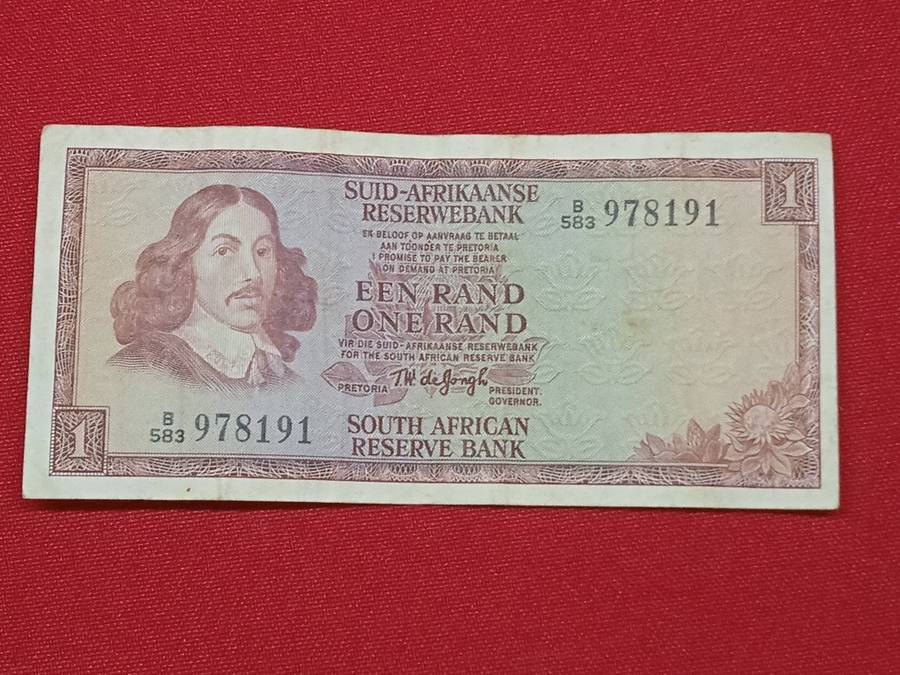 1
SUID-AFRIKAANSE
RESERWEBANK
B
583 978191
EK BELOOF OP AANVRAAG TE BETAAL
AAN TOONDER TE PRETORIA
I PROMISE TO PAY THE BEARER
ON DEMAND AT PRETORIA
EEN RAND
ONE RAND
VIR DIE SUID-AFRIKAANSE RESERWEBANK
FOR THE SOUTH AFRICAN RESERVE BANK
PRETORIA T.W. de Jongh PRESIDENT.
GOVERNOR.
1
B
583 978191
SOUTH AFRICAN
RESERVE BANK